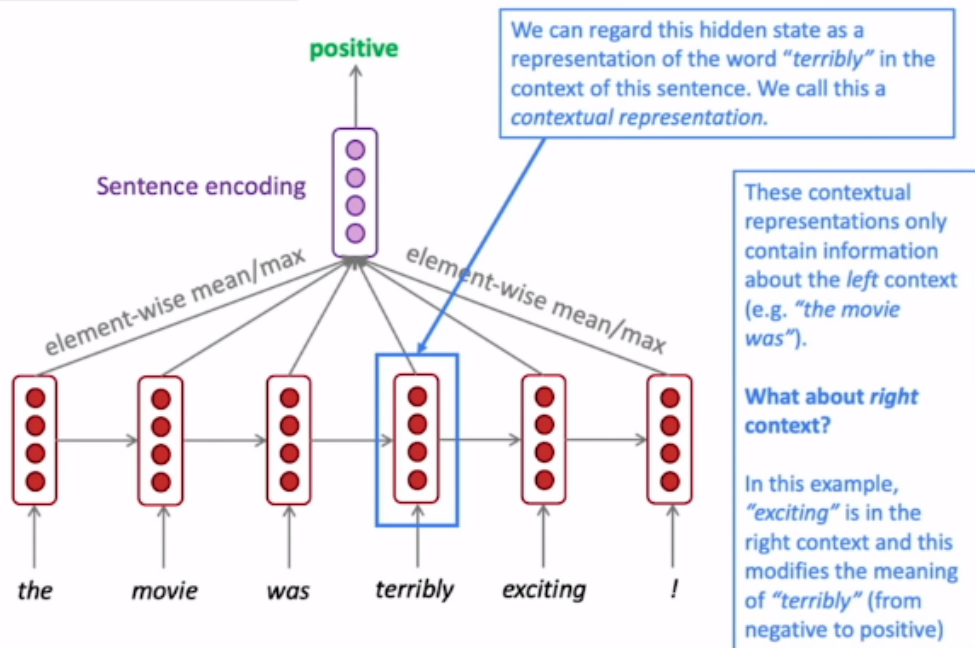 positive
We can regard this hidden state as a
representation of the word "terribly" in the
context of this sentence. We call this a
contextual representation.
Sentence encoding
element-wise mean/max
element-wise mean/max
These contextual
representations only
contain information
about the left context
(e.g. "the movie
was").
What about right
context?
In this example,
"exciting" is in the
right context and this
modifies the meaning
of "terribly" (from
negative to positive)
the movie was terribly exciting !